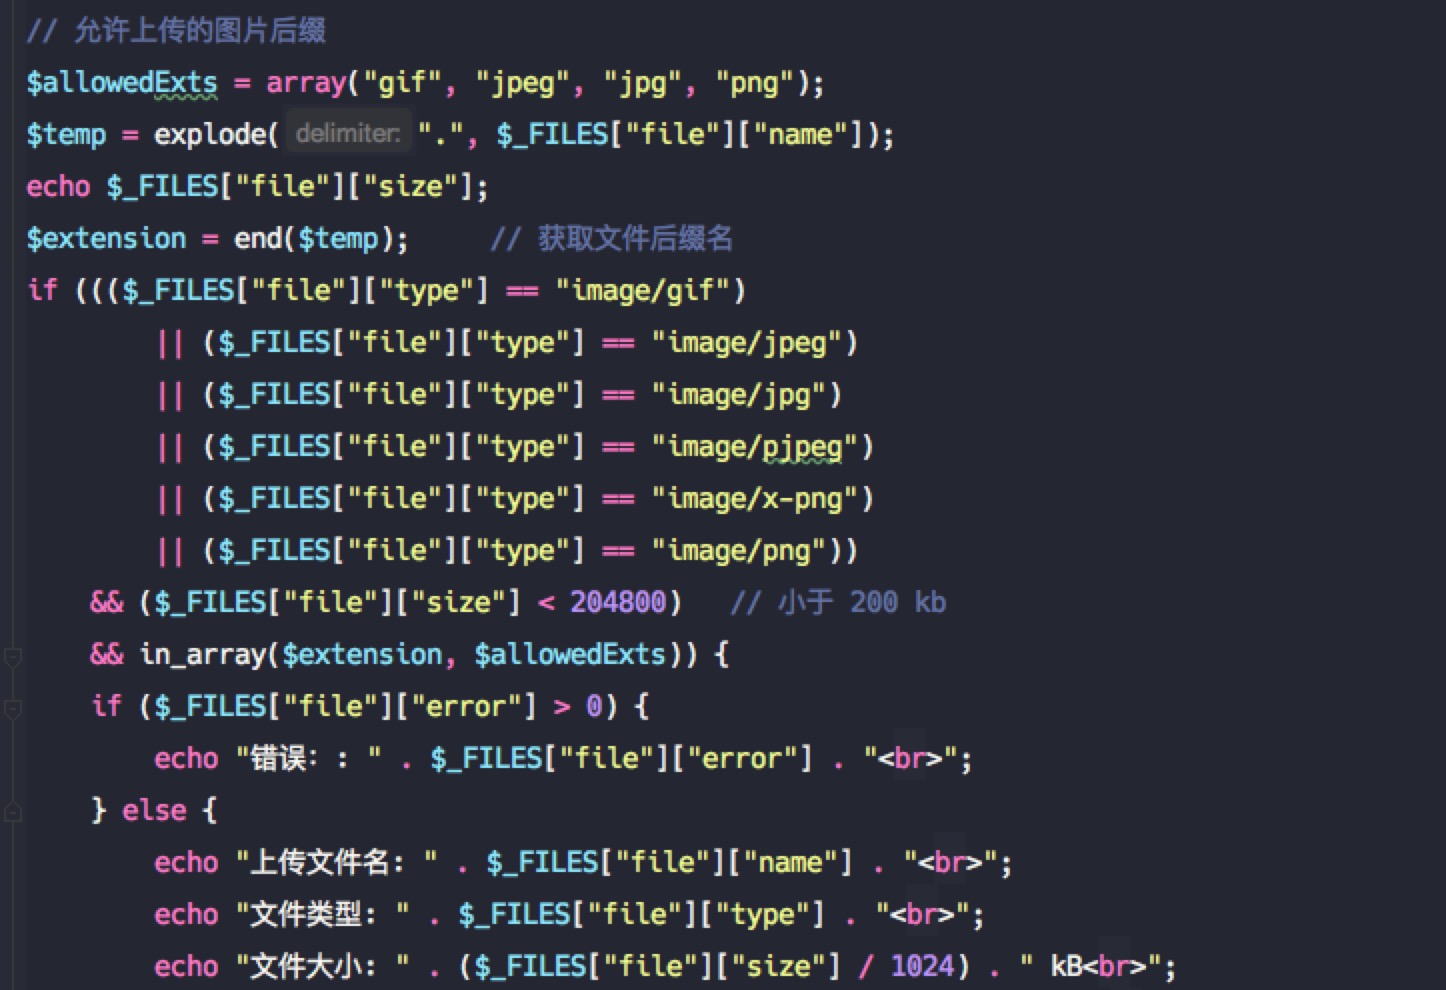 // 允许上传的图片后缀
$allowedExts = array("gif", "jpeg", "jpg", "png");
$temp = explode( delimiter: ".", $_FILES["file"]["name"]);
echo $_FILES["file"]["size"];
$extension = end($temp);     // 获取文件后缀名
if ((($_FILES["file"]["type"] == "image/gif")
        || ($_FILES["file"]["type"] == "image/jpeg")
        || ($_FILES["file"]["type"] == "image/jpg")
        || ($_FILES["file"]["type"] == "image/pjpeg")
        || ($_FILES["file"]["type"] == "image/x-png")
        || ($_FILES["file"]["type"] == "image/png"))
    && ($_FILES["file"]["size"] < 204800)   // 小于 200 kb
    && in_array($extension, $allowedExts)) {
    if ($_FILES["file"]["error"] > 0) {
        echo "错误：: " . $_FILES["file"]["error"] . "<br>";
    } else {
        echo "上传文件名: " . $_FILES["file"]["name"] . "<br>";
        echo "文件类型: " . $_FILES["file"]["type"] . "<br>";
        echo "文件大小: " . ($_FILES["file"]["size"] / 1024) . " kB<br>";